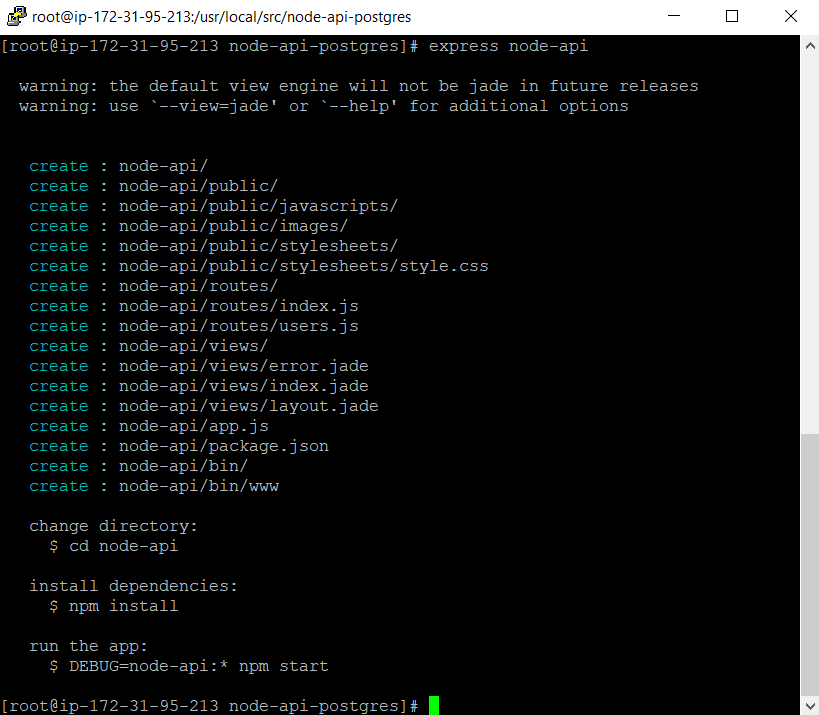 root@ip-172-31-95-213:/usr/local/src/node-api-postgres
[root@ip-172-31-95-213 node-api-postgres]# express node-api
warning: the default view engine will not be jade in future releases
warning: use `--view=jade' or `--help' for additional options
create : node-api/
create : node-api/public/
create : node-api/public/javascripts/
create : node-api/public/images/
create : node-api/public/stylesheets/
create : node-api/public/stylesheets/style.css
create : node-api/routes/
create : node-api/routes/index.js
create : node-api/routes/users.js
create : node-api/views/
create : node-api/views/error.jade
create : node-api/views/index.jade
create : node-api/views/layout.jade
create : node-api/app.js
create : node-api/package.json
create : node-api/bin/
create : node-api/bin/www
change directory:
$ cd node-api
install dependencies:
$ npm install
run the app:
$ DEBUG=node-api:* npm start
[root@ip-172-31-95-213 node-api-postgres]#